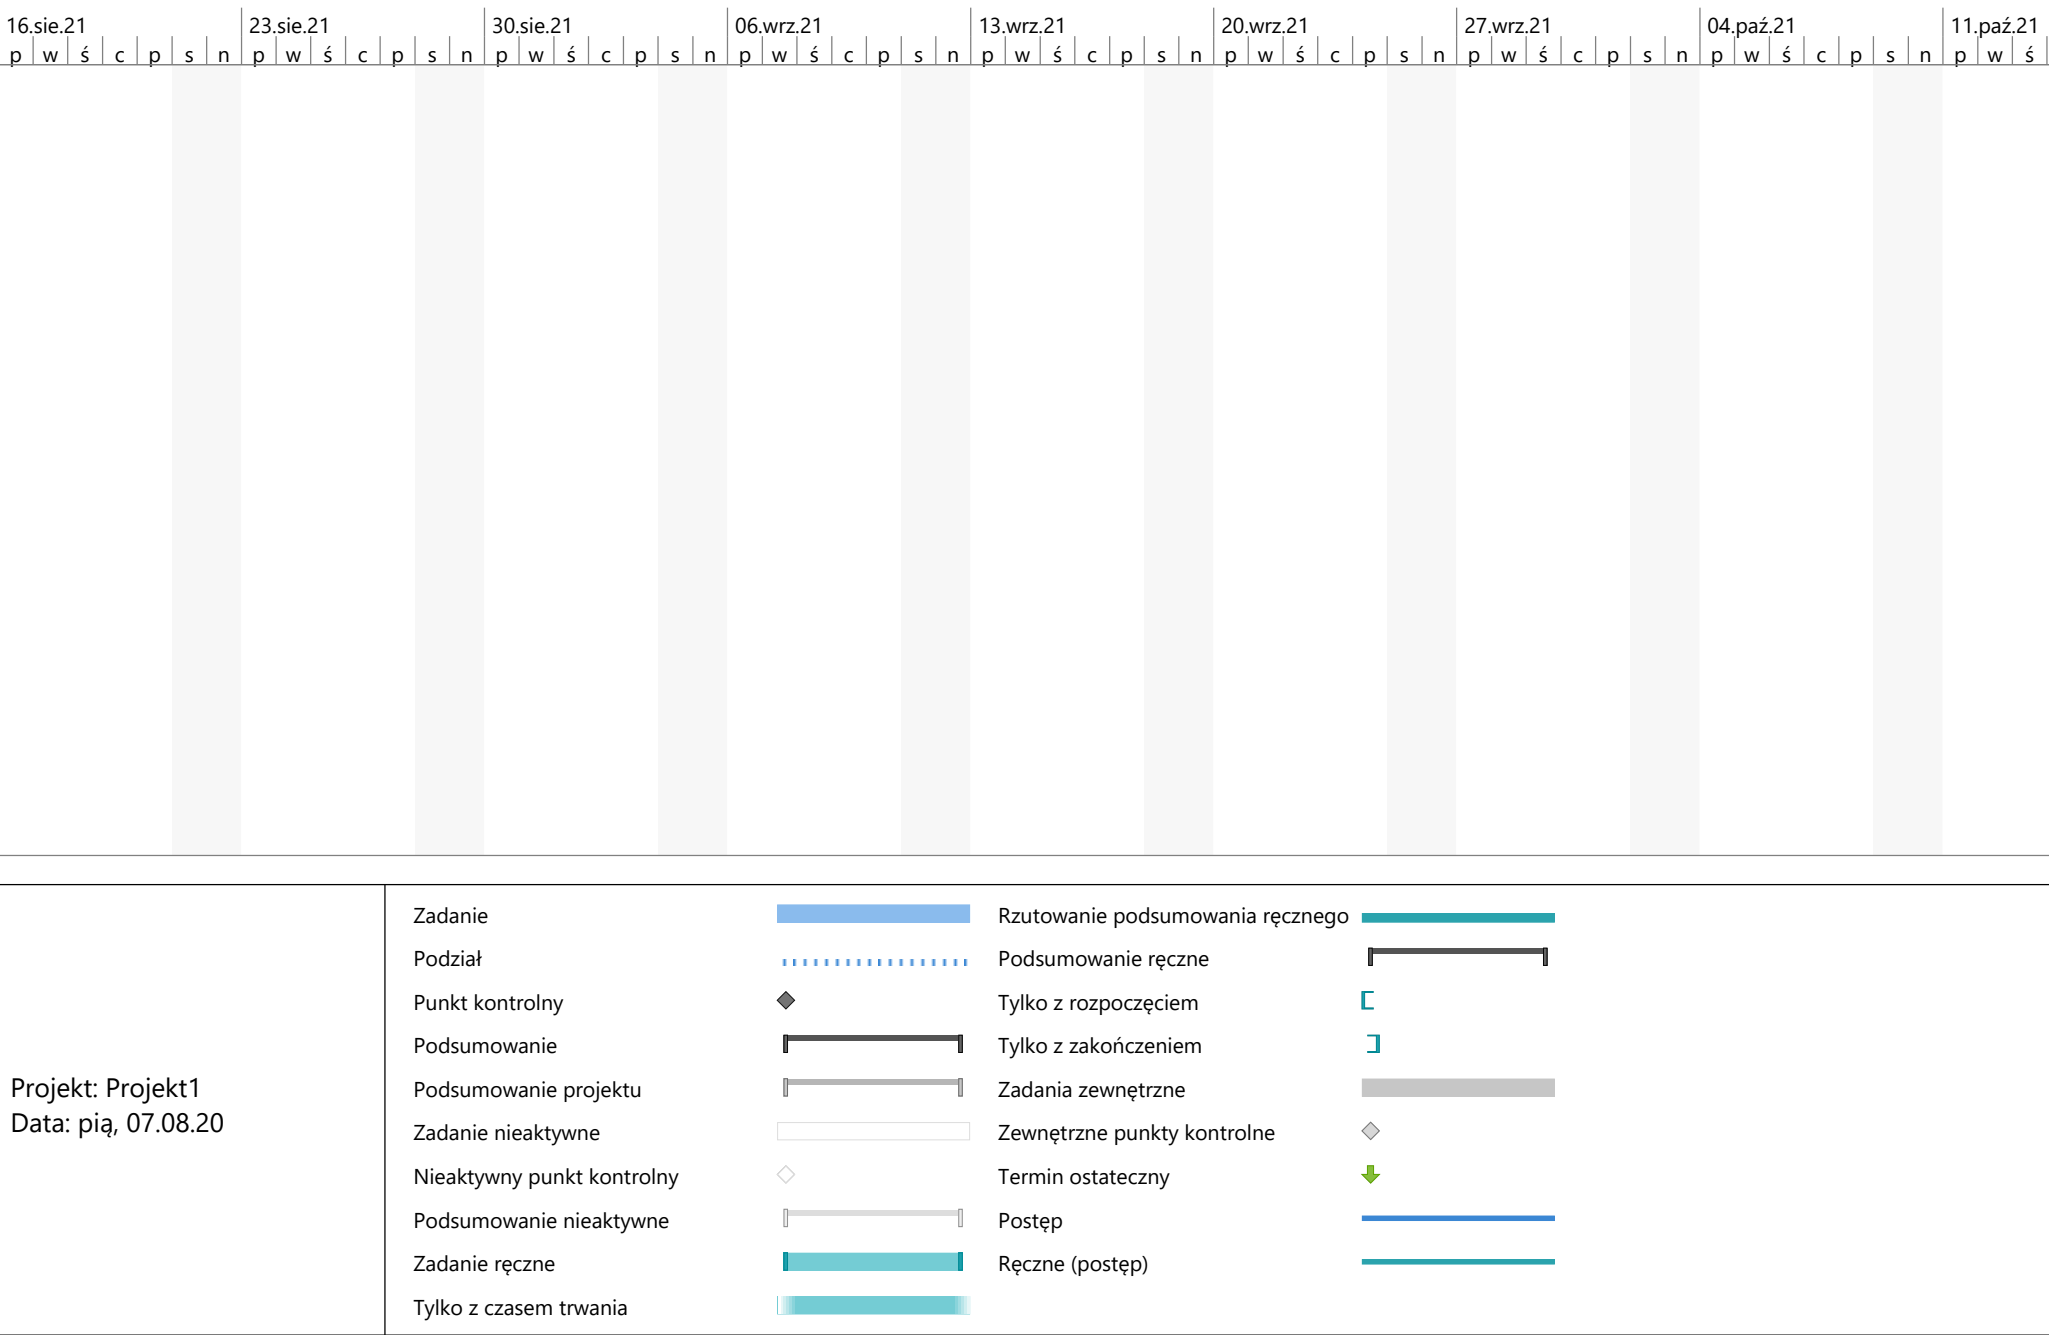 16.sie.21 23.sie.21 30.sie.21 06.wrz.21 13.wrz.21 20.wrz.21 27.wrz.21 04.paź.21 11.paź.21
p w ś c p s n p w ś c p s n p w ś c p s n p w ś c p s n p w ś c p s n p w ś c p s n p w ś c p s n p w ś c p s n p w ś
Projekt: Projekt1
Data: pią, 07.08.20
Zadanie
Podział
Punkt kontrolny
Podsumowanie
Podsumowanie projektu
Zadanie nieaktywne
Nieaktywny punkt kontrolny
Podsumowanie nieaktywne
Zadanie ręczne
Tylko z czasem trwania
Rzutowanie podsumowania ręcznego
Podsumowanie ręczne
Tylko z rozpoczęciem
Tylko z zakończeniem
Zadania zewnętrzne
Zewnętrzne punkty kontrolne
Termin ostateczny
Postęp
Ręczne (postęp)